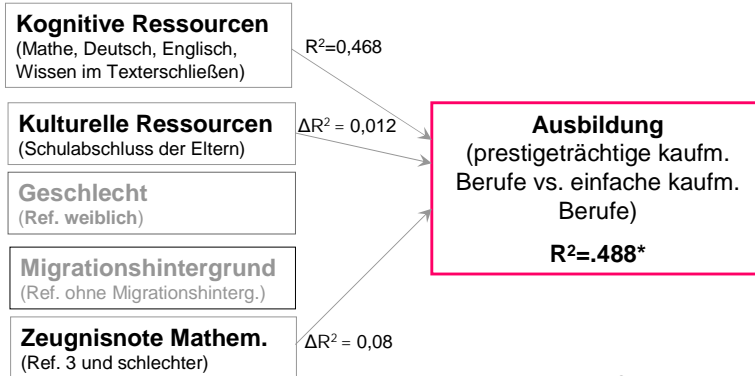 Kognitive Ressourcen
(Mathe, Deutsch, Englisch,
Wissen im Texterschließen)
R²=0,468
Kulturelle Ressourcen
(Schulabschluss der Eltern)
ΔR² = 0,012
Geschlecht
(Ref. weiblich)
Migrationshintergrund
(Ref. ohne Migrationshinterg.)
Zeugnisnote Mathem.
(Ref. 3 und schlechter)
ΔR² = 0,08
Ausbildung
(prestigeträchtige kaufm.
Berufe vs. einfache kaufm.
Berufe)
R²=.488*